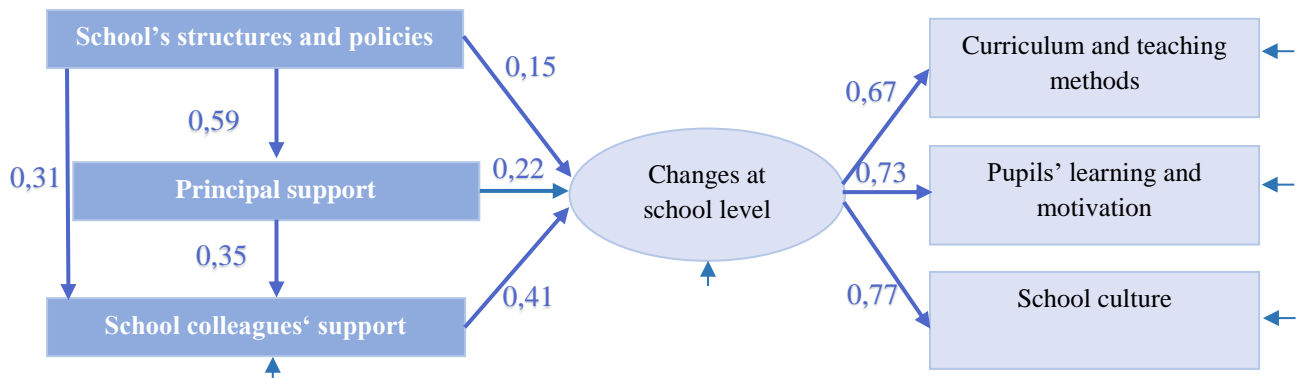 School's structures and policies
0,15
0,59
0,31
Principal support
0,22
0,35
School colleagues‘ support
0,41
Changes at
school level
0,67
0,73
0,77
Curriculum and teaching
methods
Pupils’ learning and
motivation
School culture